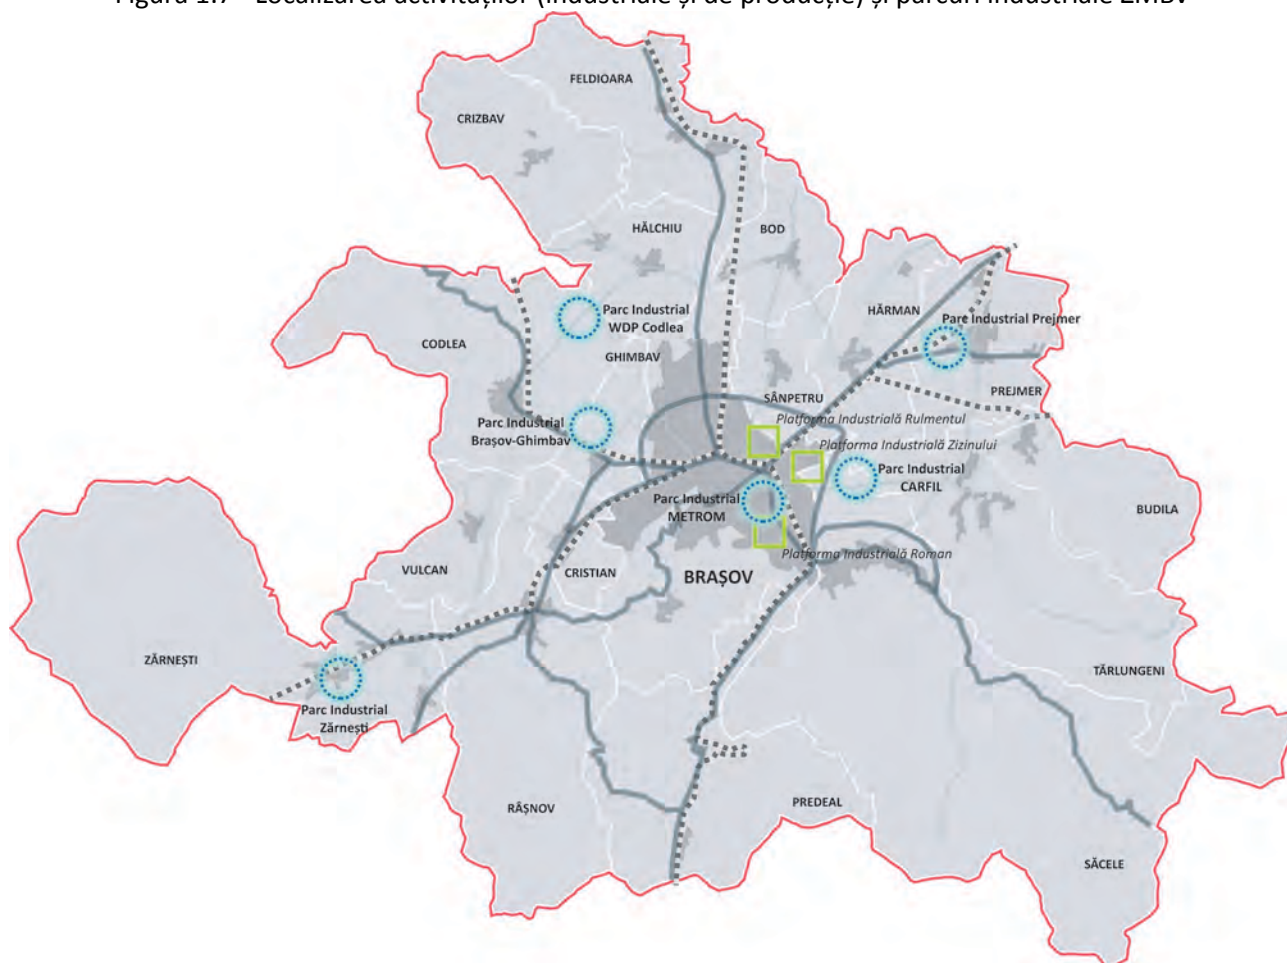 Figura 1.7 - Localizarea activităților (industriale și de producție) și parcuri industriale ZMBV
FELDIOARA
CRIZBAV
HĂLCHIU
BOD
HĂRMAN
Parc Industrial
WDP Codlea
Parc Industrial Prejmer
CODLEA
GHIMBAV
PREJMER
SÂNPETRU
Platforma Industrială Rulmentul
Parc Industrial
Brașov-Ghimbav
Platforma Industrială Zizinului
Parc Industrial
CARFIL
Parc Industrial
METROM
BUDILA
Platforma Industrială Roman
VULCAN
CRISTIAN
BRAȘOV
ZĂRNEȘTI
TĂRLUNGENI
Parc Industrial
Zărnești
RÂȘNOV
PREDEAL
SĂCELE